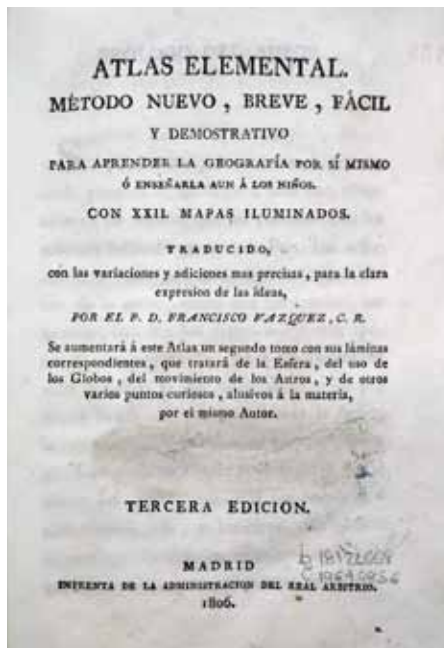 ATLAS ELEMENTAL.
MÉTODO NUEVO, BREVE, FÁCIL
Y DEMOSTRATIVO
PARA APRENDER LA GEOGRAFÍA POR SÍ MISMO
Ó ENSEÑARLA AUN Á LOS NIÑOS.
CON XXII. MAPAS ILUMINADOS.
TRADUCIDO,
con las variaciones y adiciones mas precisas, para la clara
expresion de las ideas,
POR EL P. D. FRANCISCO VAZQUEZ, C. R.
Se aumentará á este Atlas un segundo tomo con sus láminas
correspondientes, que tratará de la Esfera, del uso de
los Globos, del movimiento de los Astros, y de otros
varios puntos curiosos, alusivos á la materia,
por el mismo Autor.
TERCERA EDICION.
MADRID
IMPRENTA DE LA ADMINISTRACION DEL REAL ARBITRIO.
1806.